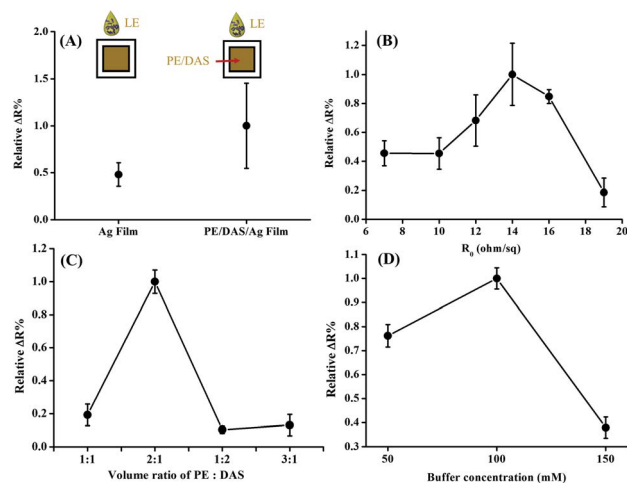 (A)
LE
LE
PE/DAS
Relative ΔR%
2.0
1.5
1.0
0.5
0.0
Ag Film
PE/DAS/Ag Film
(B)
Relative ΔR%
1.2
1.0
0.8
0.6
0.4
0.2
0.0
6
8
10
12
14
16
18
20
R0 (ohm/sq)
(C)
Relative ΔR%
1.2
1.0
0.8
0.6
0.4
0.2
0.0
1:1
2:1
1:2
3:1
Volume ratio of PE : DAS
(D)
Relative ΔR%
1.1
1.0
0.9
0.8
0.7
0.6
0.5
0.4
0.3
50
100
150
Buffer concentration (mM)